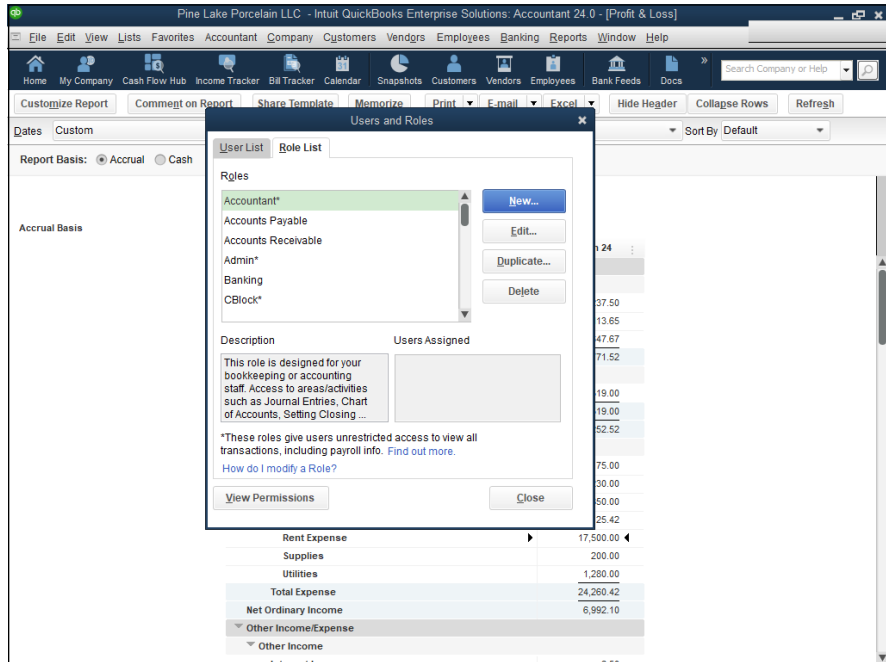 Pine Lake Porcelain LLC - Intuit QuickBooks Enterprise Solutions: Accountant 24.0 - [Profit & Loss]
File Edit View Lists Favorites Accountant Company Customers Vendors Employees Banking Reports Window Help
Home My Company Cash Flow Hub Income Tracker Bill Tracker Calendar Snapshots Customers Vendors Employees Bank Feeds Docs » Search Company or Help
Customize Report Comment on Report Share Template Memorize Print E-mail Excel Hide Header Collapse Rows Refresh
Dates Custom Sort By Default
Report Basis: Accrual Cash
Accrual Basis
Users and Roles
User List Role List
Roles
Accountant*
Accounts Payable
Accounts Receivable
Admin*
Banking
CBlock*
New...
Edit...
Duplicate...
Delete
Description Users Assigned
This role is designed for your
bookkeeping or accounting
staff. Access to areas/activities
such as Journal Entries, Chart
of Accounts, Setting Closing ...
*These roles give users unrestricted access to view all
transactions, including payroll info. Find out more.
How do I modify a Role?
View Permissions Close
24
37.50
13.65
47.67
71.52
19.00
19.00
52.52
75.00
30.00
50.00
25.42
Rent Expense 17,500.00
Supplies 200.00
Utilities 1,280.00
Total Expense 24,260.42
Net Ordinary Income 6,992.10
Other Income/Expense
Other Income